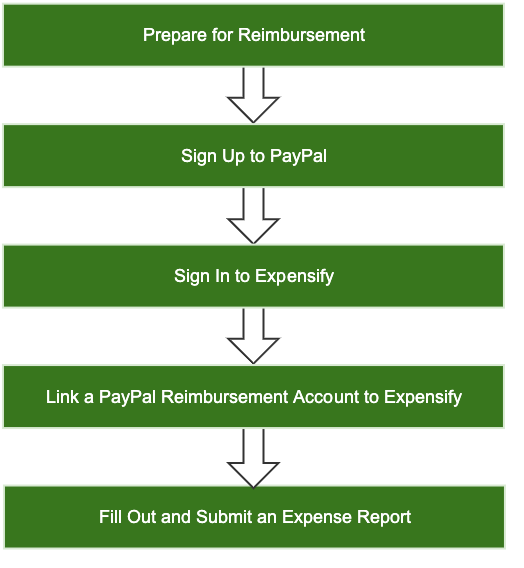 Prepare for Reimbursement
Sign Up to PayPal
Sign In to Expensify
Link a PayPal Reimbursement Account to Expensify
Fill Out and Submit an Expense Report